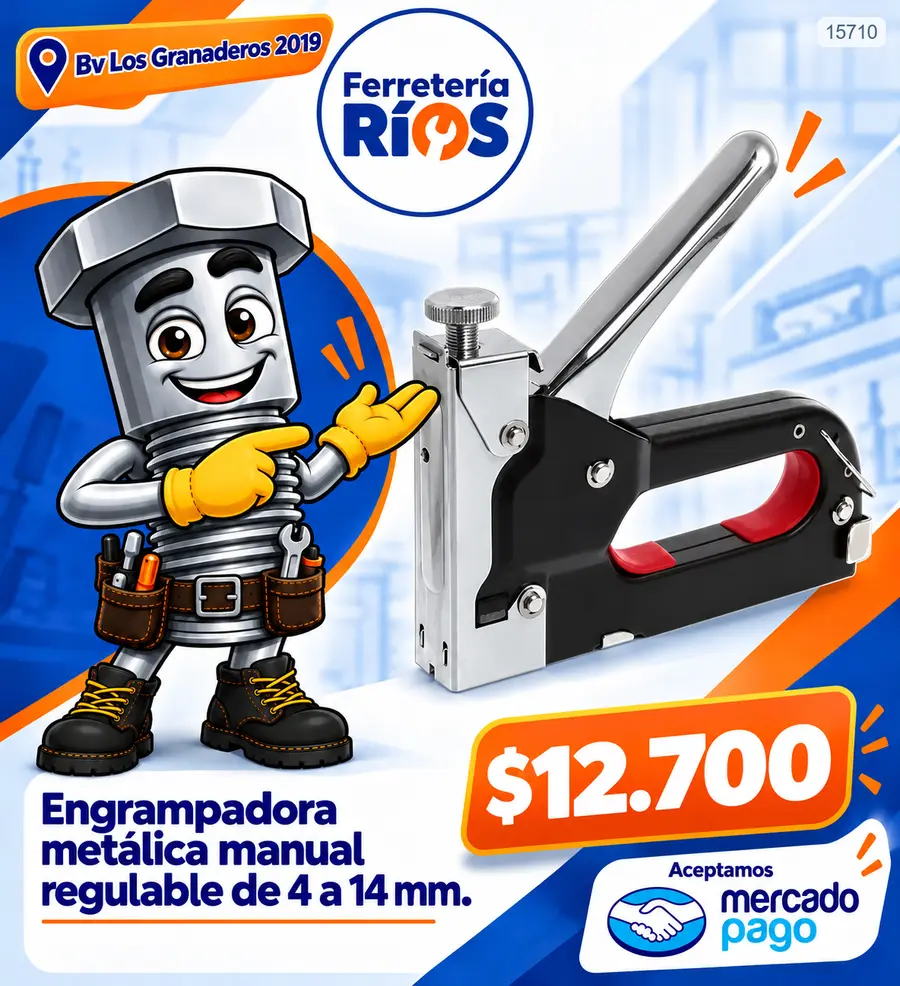 Bv Los Granaderos 2019
15710
Ferretería
RÍOS
$12.700
Engrampadora
metálica manual
regulable de 4 a 14 mm.
Aceptamos
mercado
pago